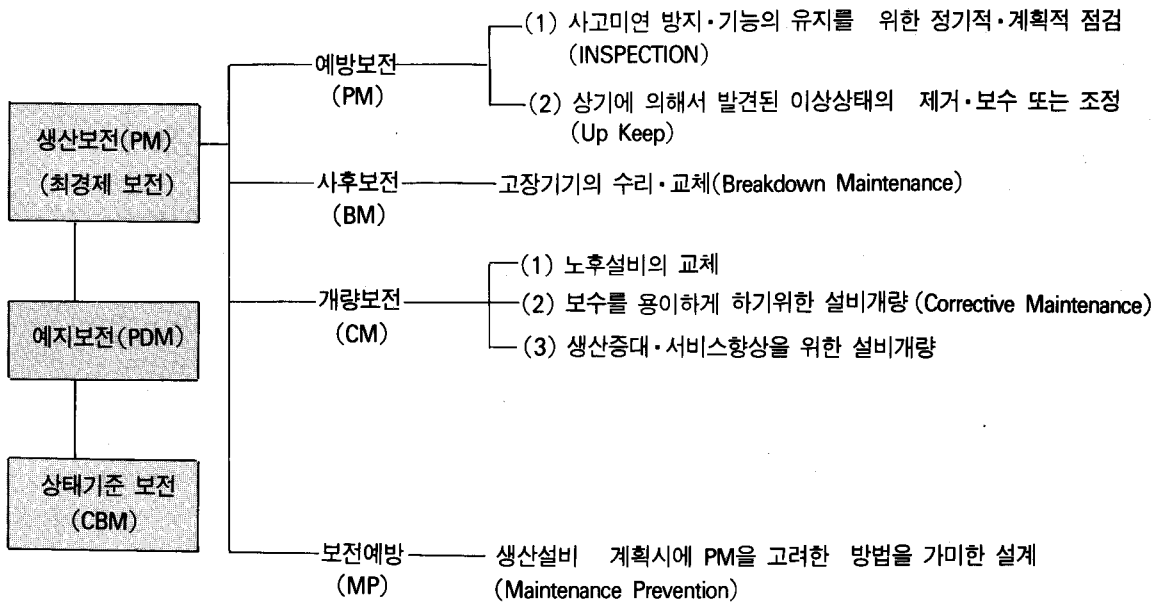 생산보전(PM)
(최경제 보전)
예지보전(PDM)
상태기준 보전
(CBM)
예방보전
(PM)
(1) 사고미연 방지·기능의 유지를 위한 정기적·계획적 점검
(INSPECTION)
(2) 상기에 의해서 발견된 이상상태의 제거·보수 또는 조정
(Up Keep)
사후보전
(BM)
고장기기의 수리·교체(Breakdown Maintenance)
개량보전
(CM)
(1) 노후설비의 교체
(2) 보수를 용이하게 하기위한 설비개량 (Corrective Maintenance)
(3) 생산증대·서비스향상을 위한 설비개량
보전예방
(MP)
생산설비 계획시에 PM을 고려한 방법을 가미한 설계
(Maintenance Prevention)